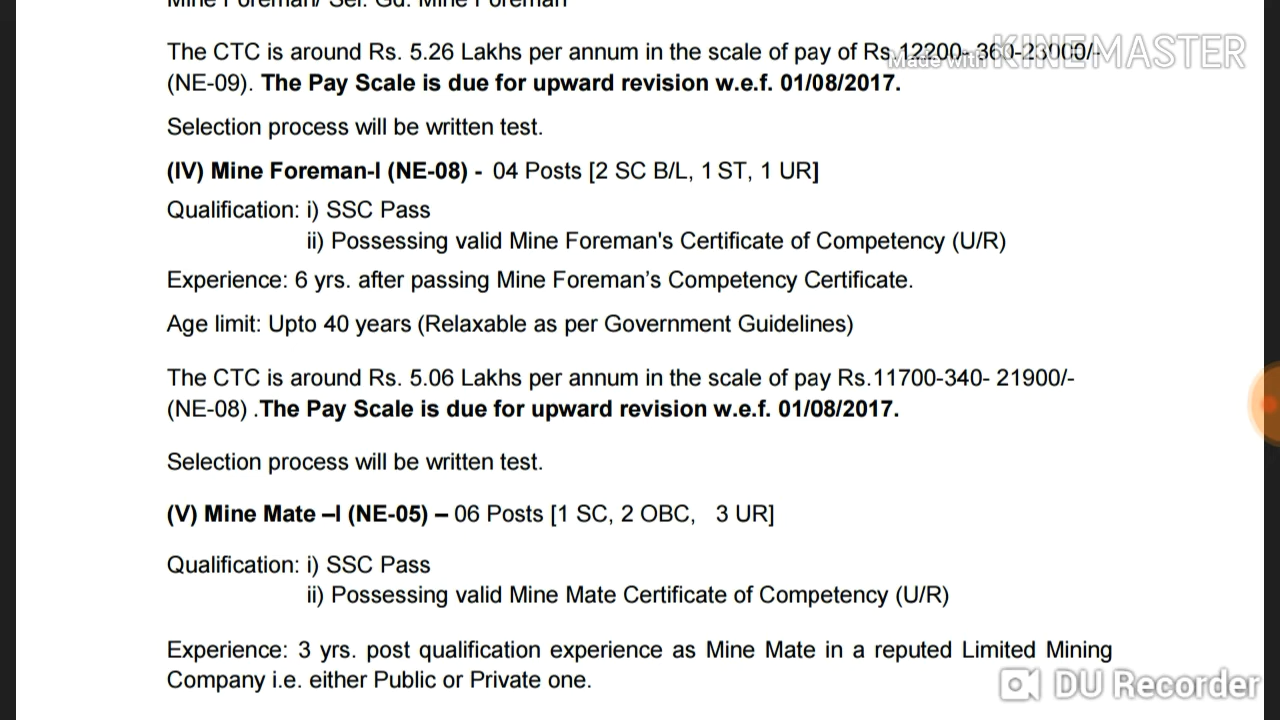 Mine Foreman/ Sel. Gd. Mine Foreman
The CTC is around Rs. 5.26 Lakhs per annum in the scale of pay of Rs.12200- 360-23000/-
Made with KINEMASTER
(NE-09). The Pay Scale is due for upward revision w.e.f. 01/08/2017.
Selection process will be written test.
(IV) Mine Foreman-I (NE-08) - 04 Posts [2 SC B/L, 1 ST, 1 UR]
Qualification: i) SSC Pass
ii) Possessing valid Mine Foreman's Certificate of Competency (U/R)
Experience: 6 yrs. after passing Mine Foreman’s Competency Certificate.
Age limit: Upto 40 years (Relaxable as per Government Guidelines)
The CTC is around Rs. 5.06 Lakhs per annum in the scale of pay Rs.11700-340- 21900/-
(NE-08) .The Pay Scale is due for upward revision w.e.f. 01/08/2017.
Selection process will be written test.
(V) Mine Mate –I (NE-05) – 06 Posts [1 SC, 2 OBC, 3 UR]
Qualification: i) SSC Pass
ii) Possessing valid Mine Mate Certificate of Competency (U/R)
Experience: 3 yrs. post qualification experience as Mine Mate in a reputed Limited Mining
Company i.e. either Public or Private one.
DU Recorder